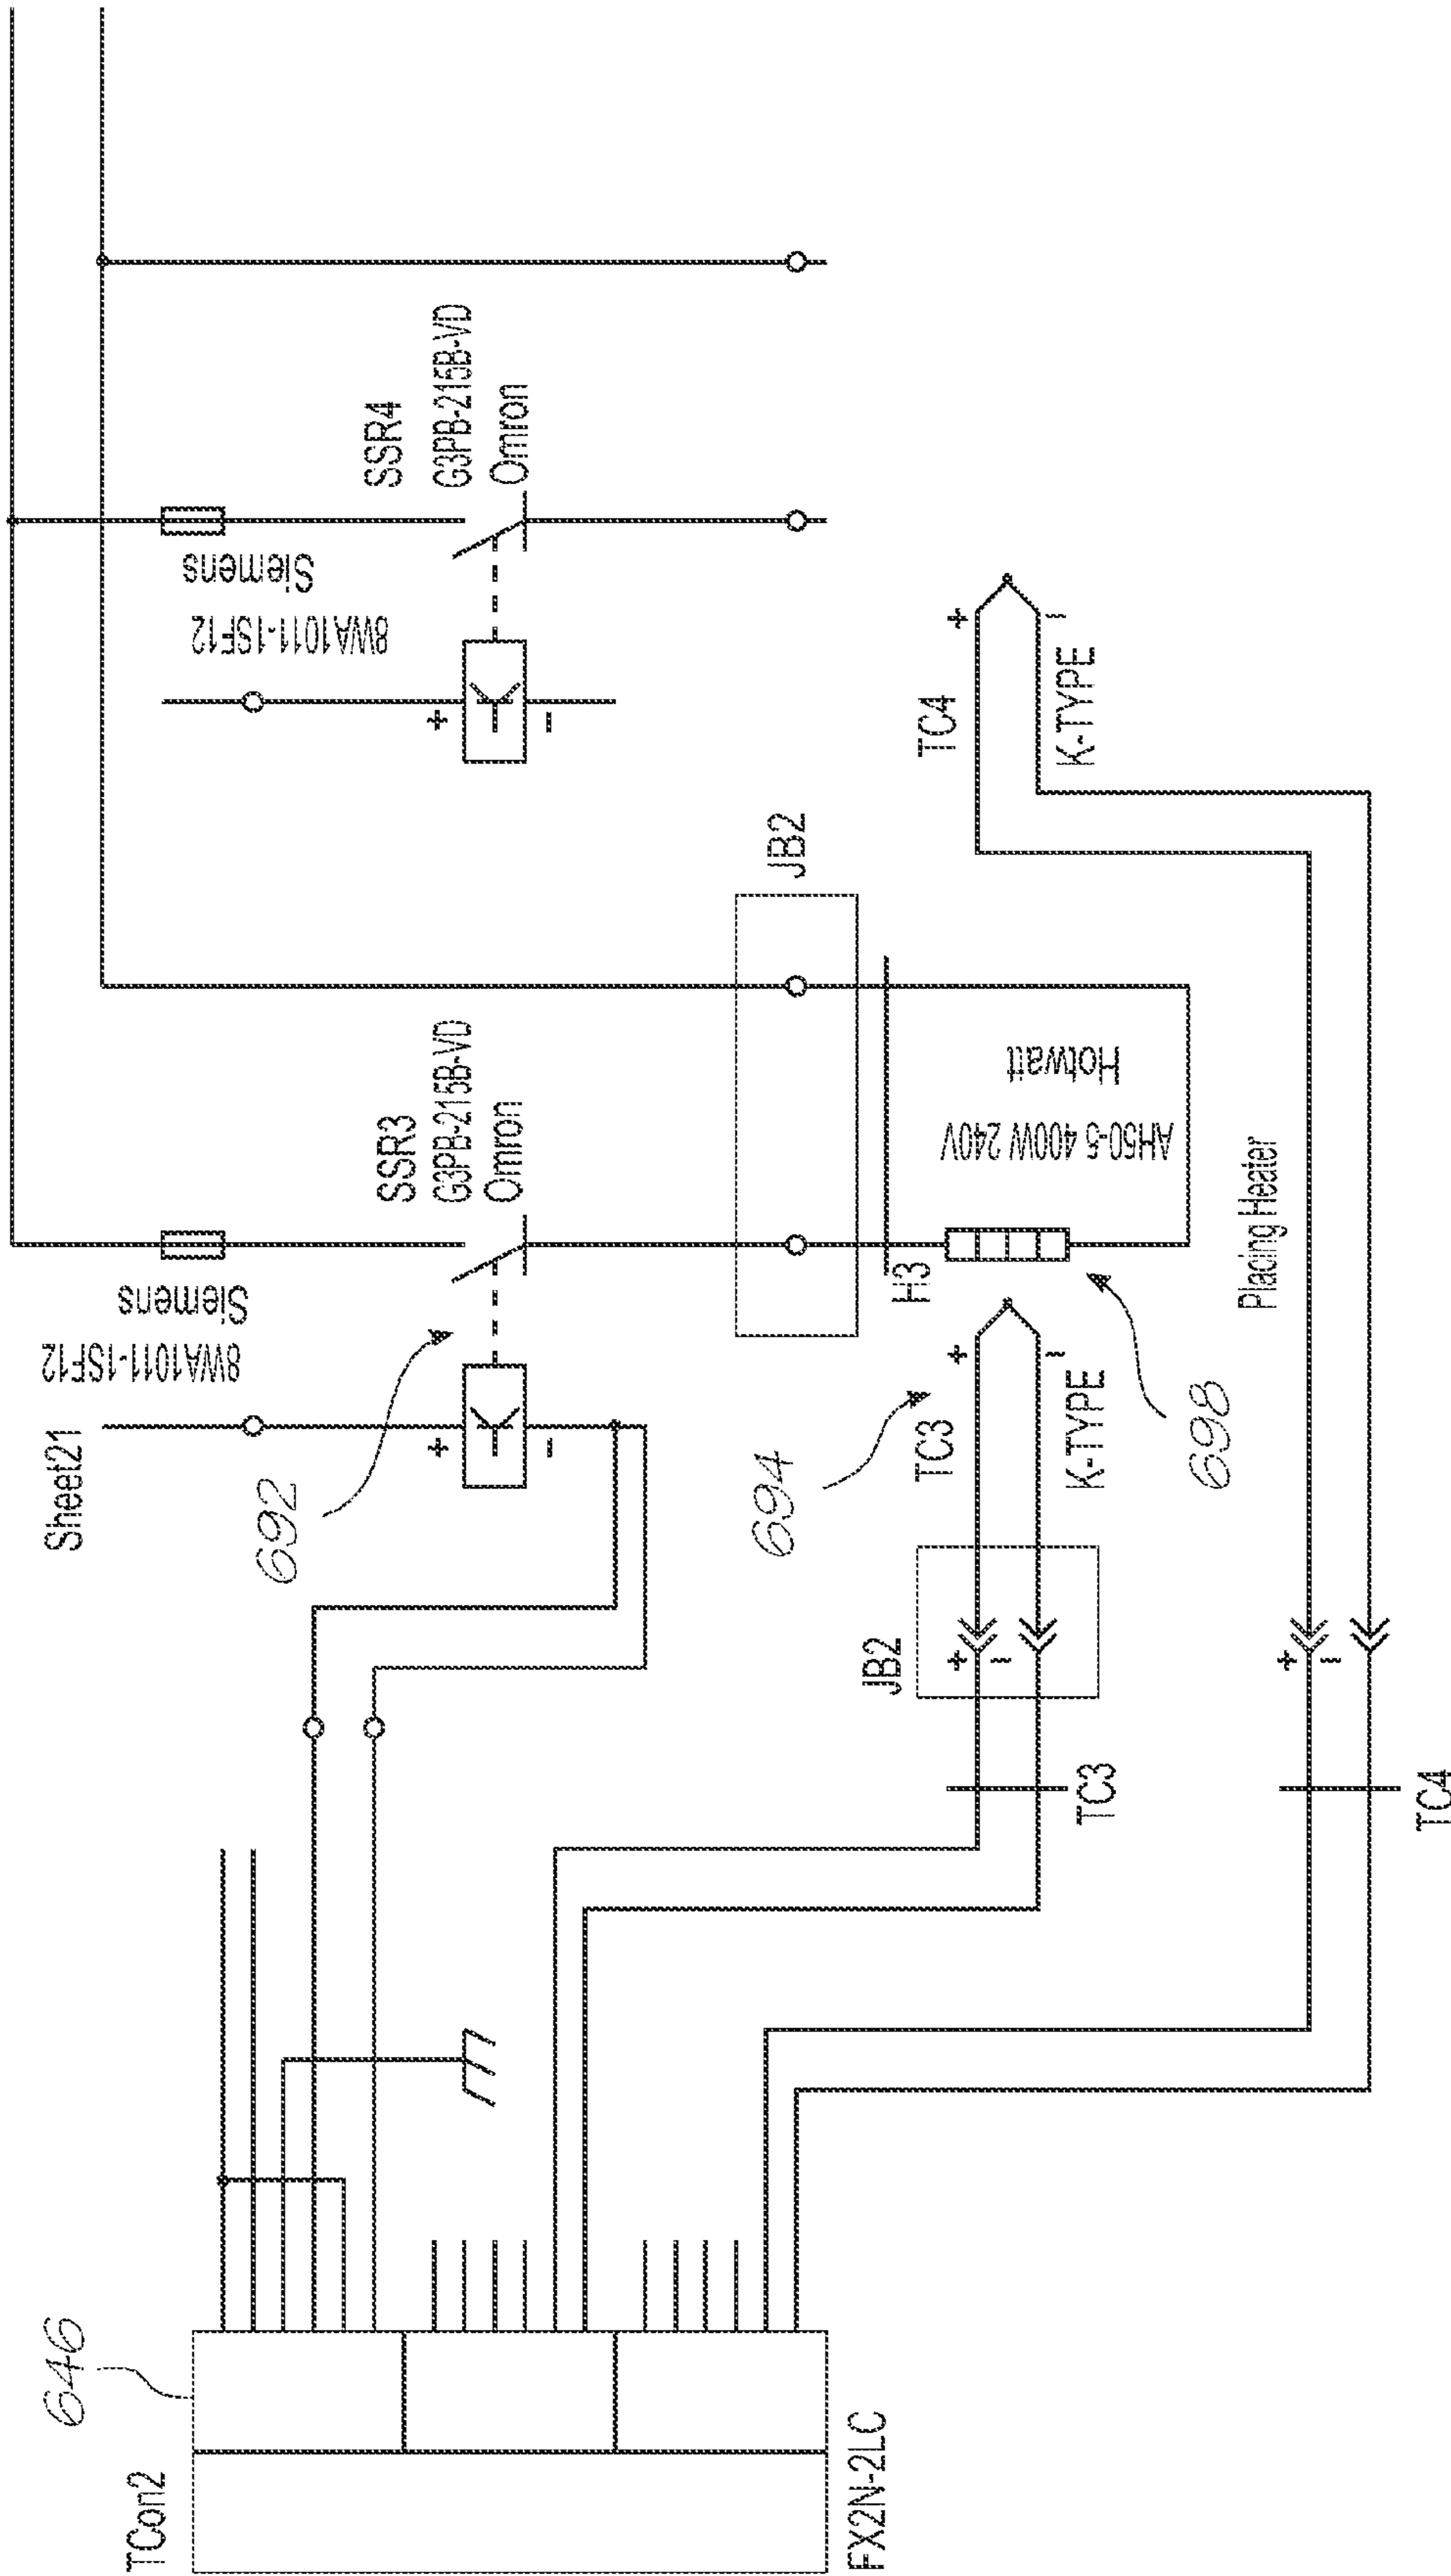 TCon2
646
FX2N-2LC
Sheet21
692
8WA1011-1SF12
Siemens
SSR3
G3PB-215B-VD
Omron
8WA1011-1SF12
Siemens
SSR4
G3PB-215B-VD
Omron
+
−
+
−
JB2
H3
AH50-5 400W 240V
Hotwatt
694
TC3
+
−
K-TYPE
698
JB2
+
−
TC3
Placing Heater
TC4
+
−
K-TYPE
+
−
TC4